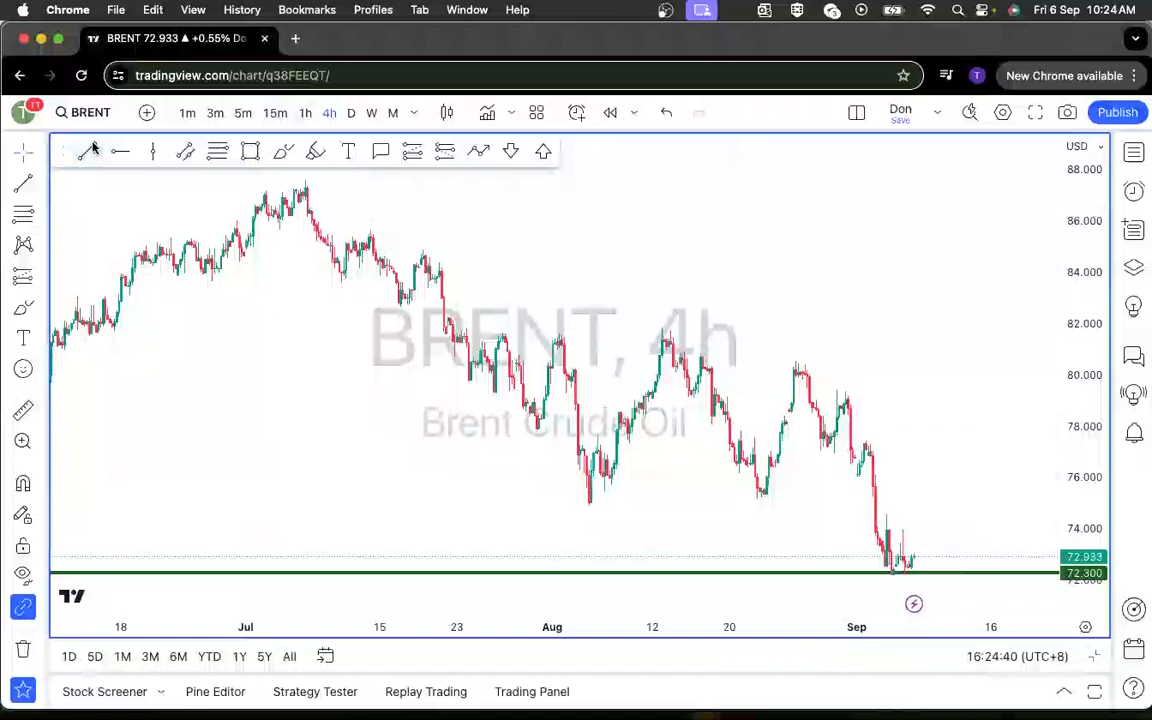 Chrome File Edit View History Bookmarks Profiles Tab Window Help Fri 6 Sep 10:24 AM
BRENT 72.933 ▲ +0.55% Do
tradingview.com/chart/q38FEEQT/ New Chrome available
T 11 BRENT 1m 3m 5m 15m 1h 4h D W M Don Save Publish
USD
88.000
86.000
84.000
82.000
80.000
78.000
76.000
74.000
72.933
72.300
BRENT, 4h
Brent Crude Oil
18 Jul 15 23 Aug 12 20 Sep 16
1D 5D 1M 3M 6M YTD 1Y 5Y All 16:24:40 (UTC+8)
Stock Screener Pine Editor Strategy Tester Replay Trading Trading Panel